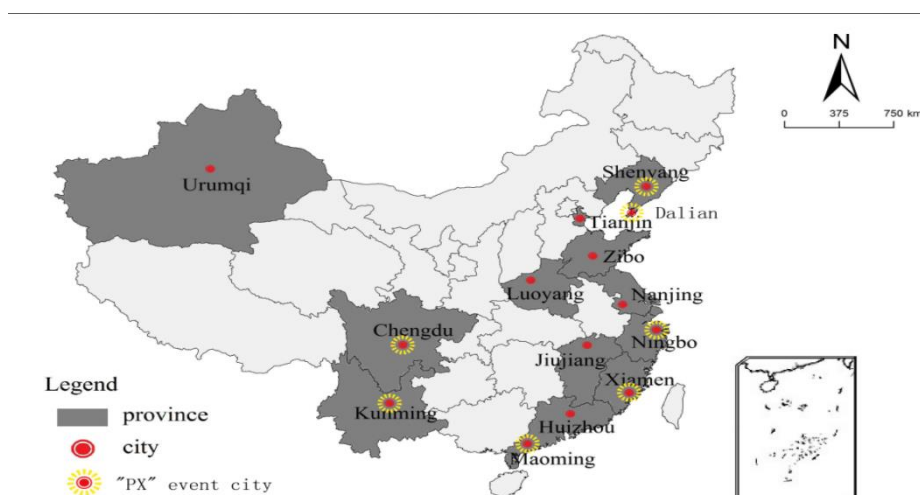 N
0 375 750 km
Shenyang
Urumqi
Dalian
Tianjin
Zibo
Luoyang
Nanjing
Chengdu
Ningbo
Jiujiang
Xiamen
Kunming
Huizhou
Maoming
Legend
province
city
"PX" event city